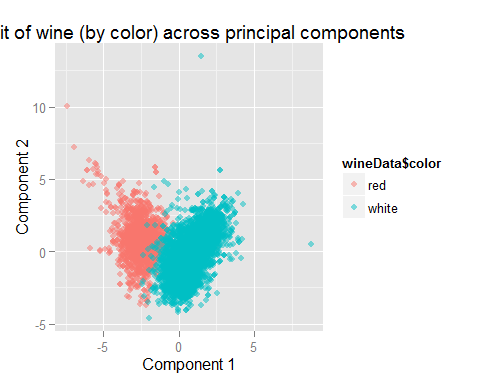 it of wine (by color) across principal components
10
5
0
-5
Component 2
-5
0
5
Component 1
wineData$color
red
white